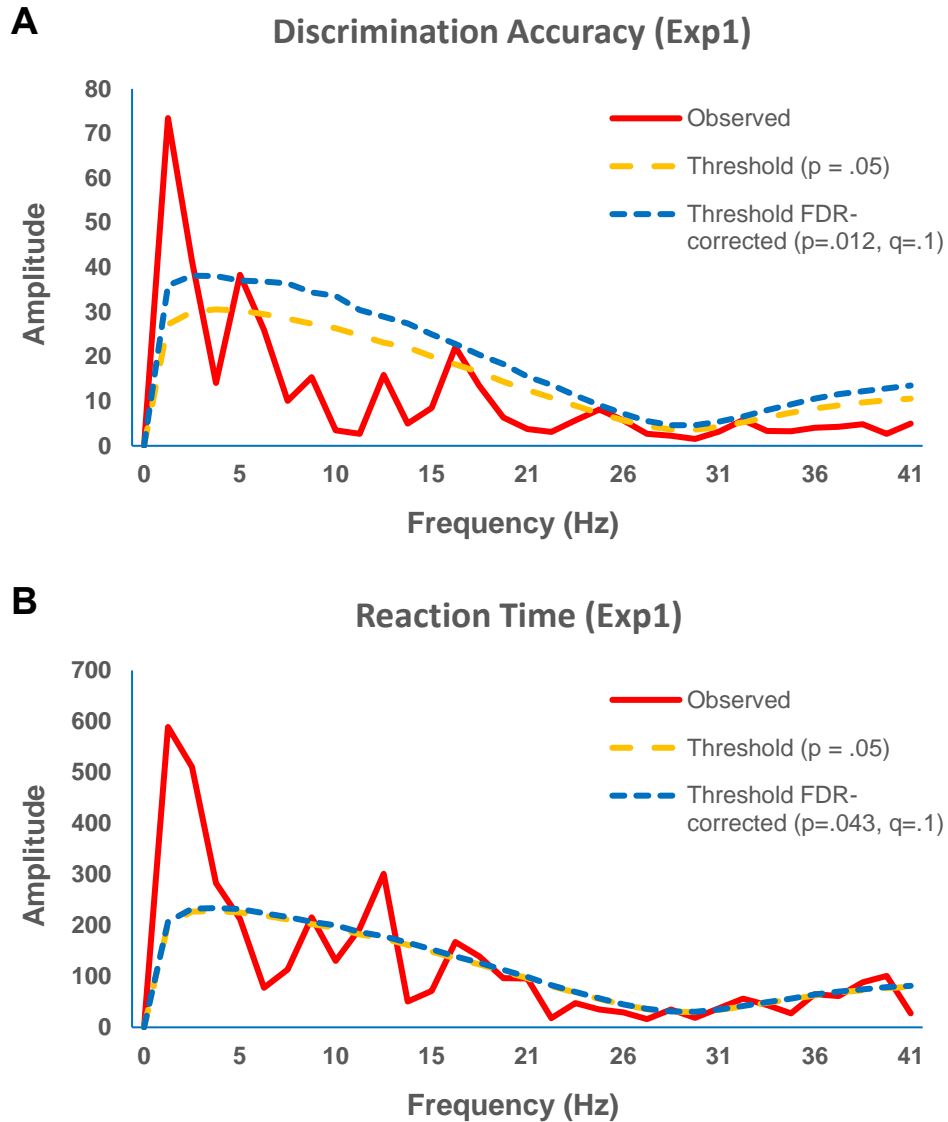 A
Discrimination Accuracy (Exp1)
80
70
60
50
40
30
20
10
0
Amplitude
Observed
Threshold (p = .05)
Threshold FDR-
corrected (p=.012, q=.1)
0 5 10 15 21 26 31 36 41
Frequency (Hz)
B
Reaction Time (Exp1)
700
600
500
400
300
200
100
0
Amplitude
Observed
Threshold (p = .05)
Threshold FDR-
corrected (p=.043, q=.1)
0 5 10 15 21 26 31 36 41
Frequency (Hz)